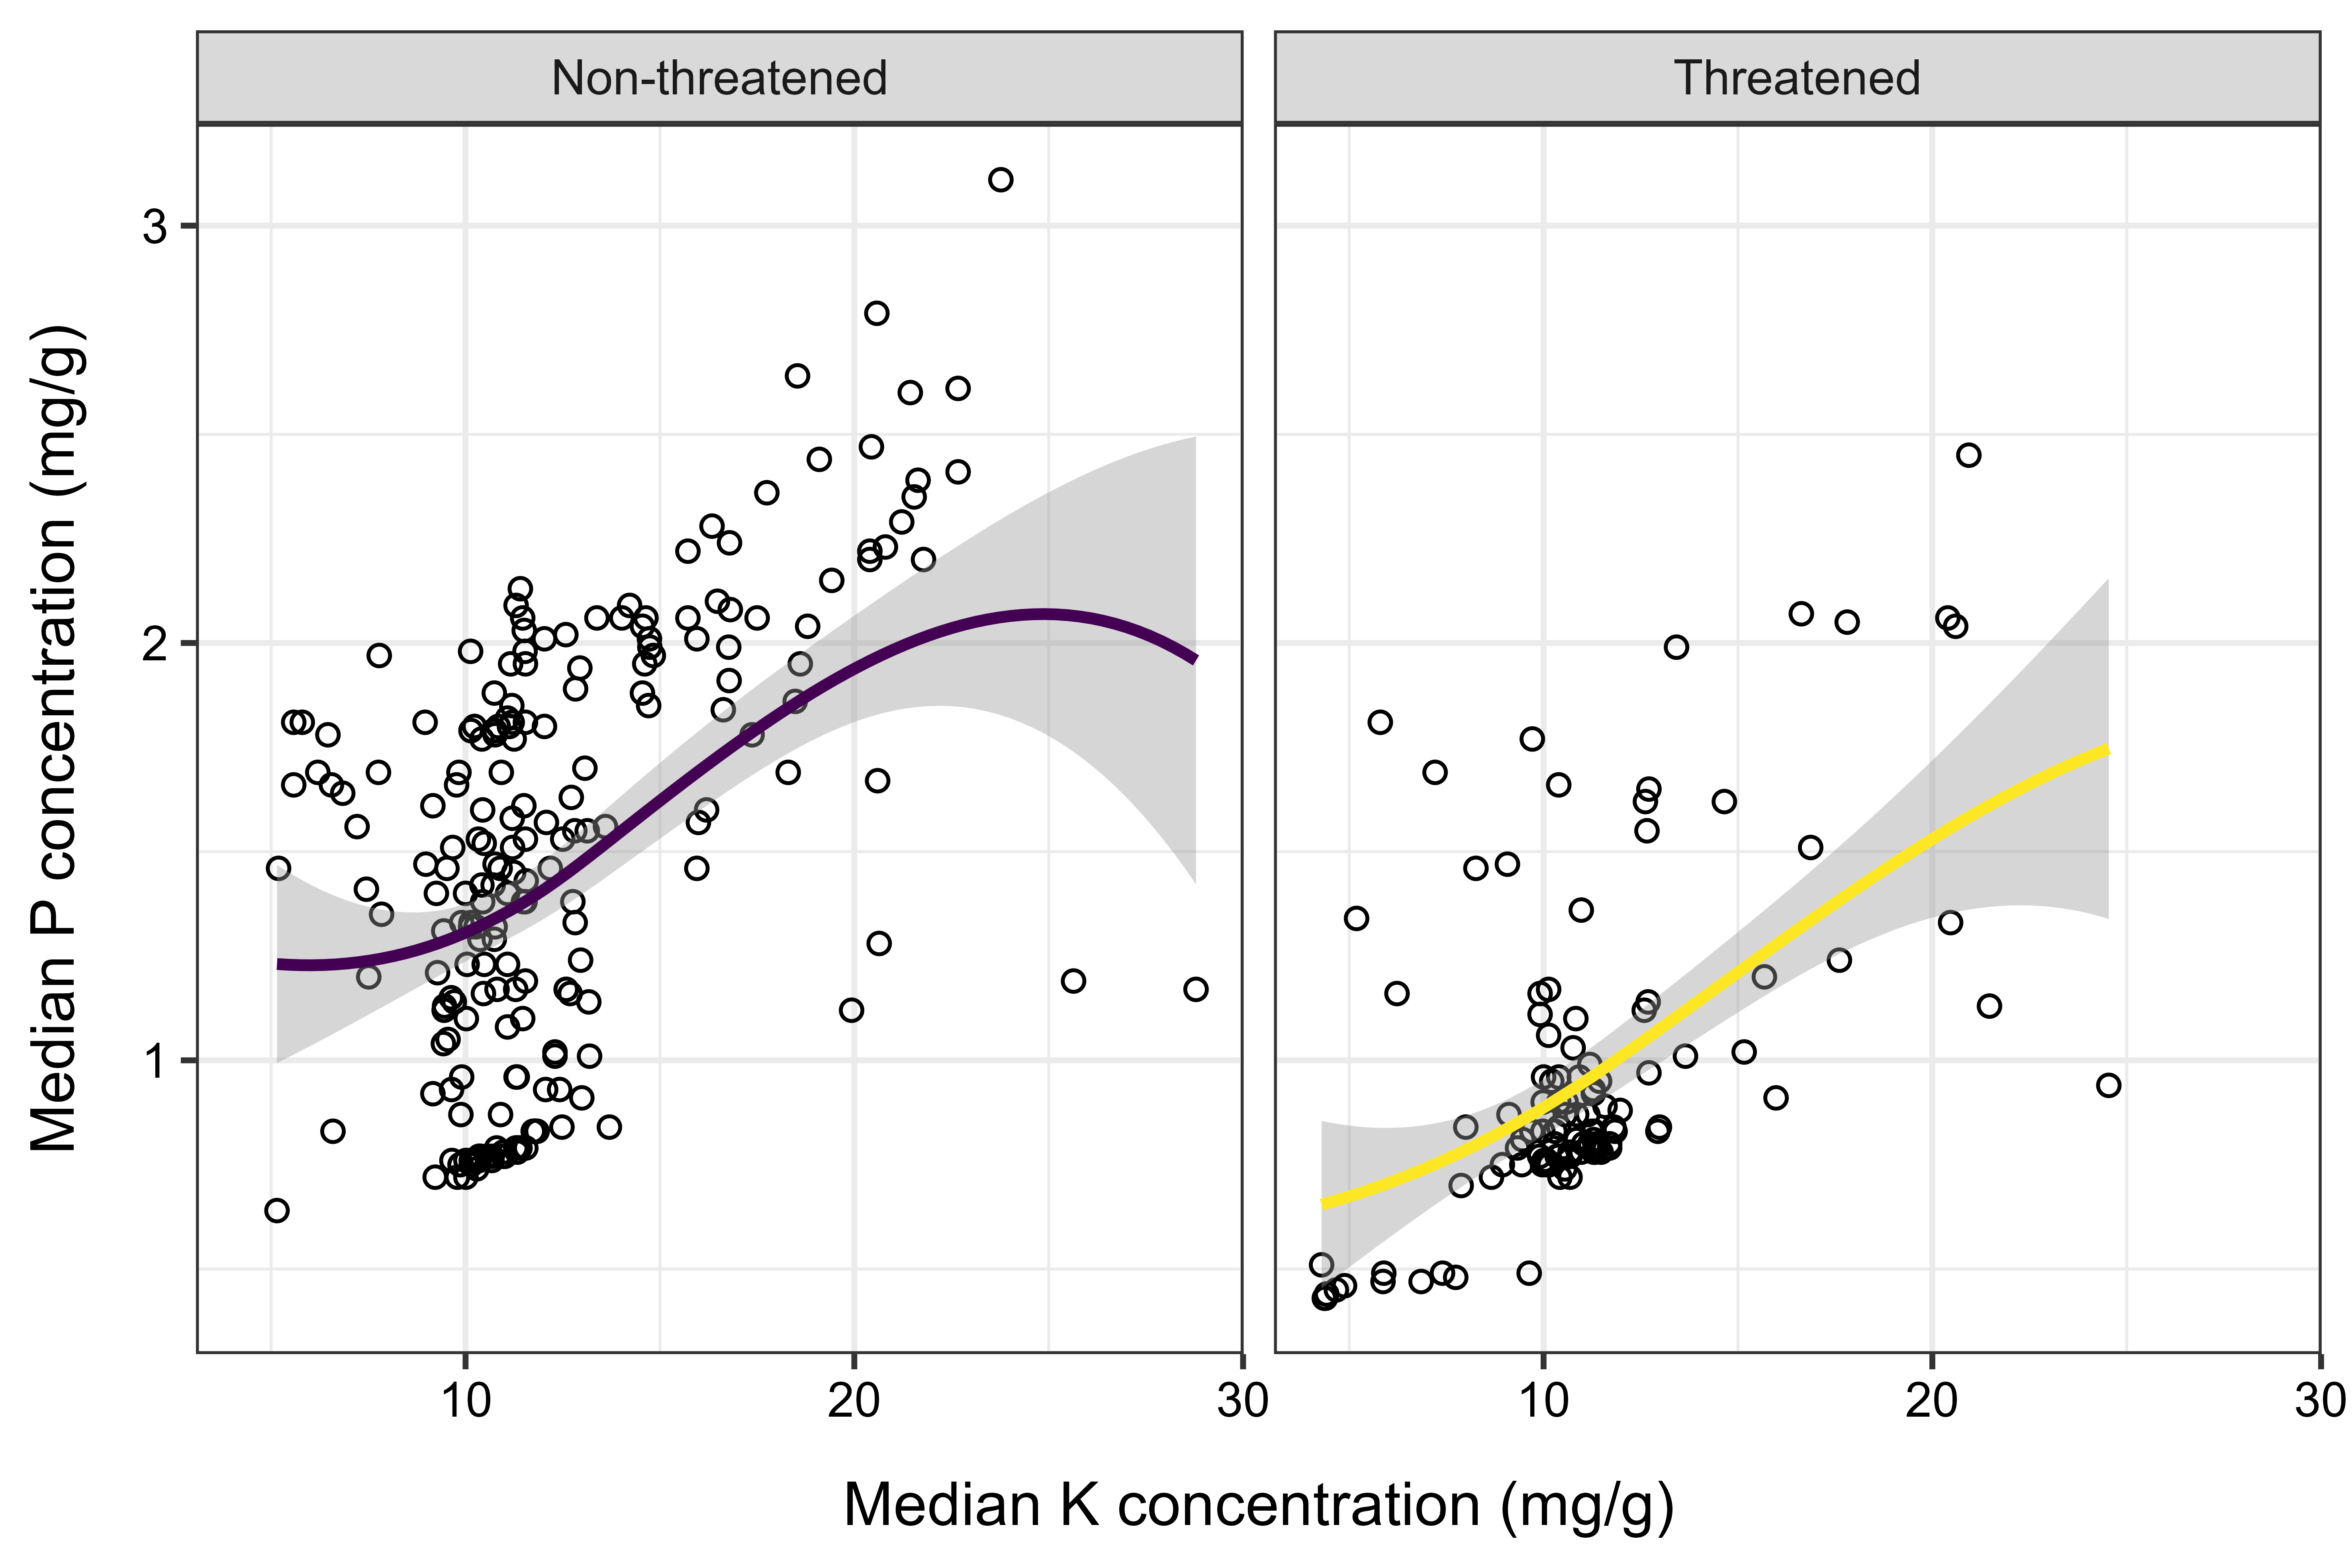 Non-threatened
Threatened
Median P concentration (mg/g)
3
2
1
10
20
30
10
20
30
Median K concentration (mg/g)